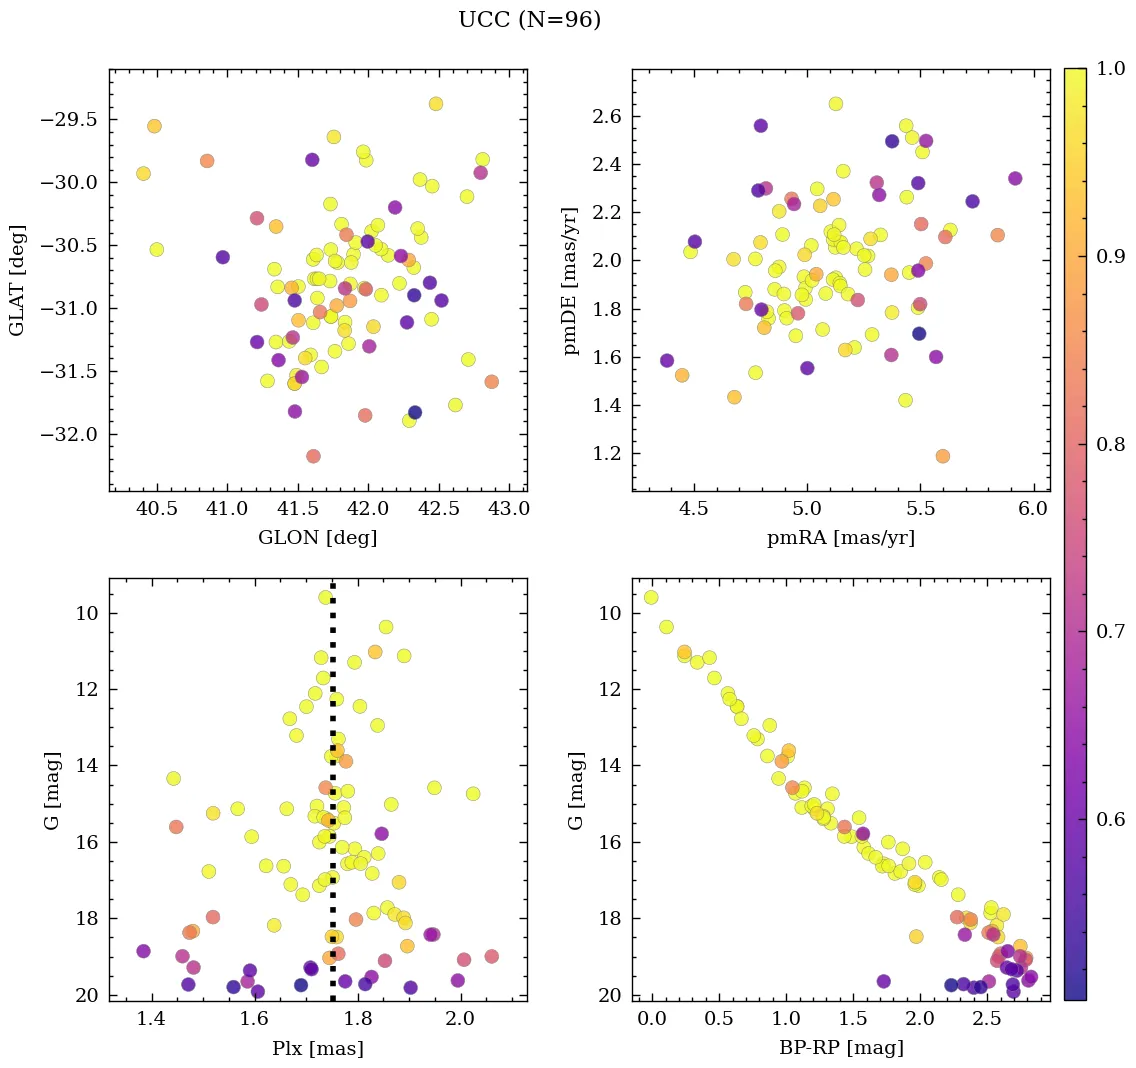 UCC (N=96)
−29.5
−30.0
−30.5
−31.0
−31.5
−32.0
GLAT [deg]
40.5 41.0 41.5 42.0 42.5 43.0
GLON [deg]
2.6
2.4
2.2
2.0
1.8
1.6
1.4
1.2
pmDE [mas/yr]
4.5 5.0 5.5 6.0
pmRA [mas/yr]
10
12
14
16
18
20
G [mag]
1.4 1.6 1.8 2.0
Plx [mas]
10
12
14
16
18
20
G [mag]
0.0 0.5 1.0 1.5 2.0 2.5
BP-RP [mag]
1.0
0.9
0.8
0.7
0.6